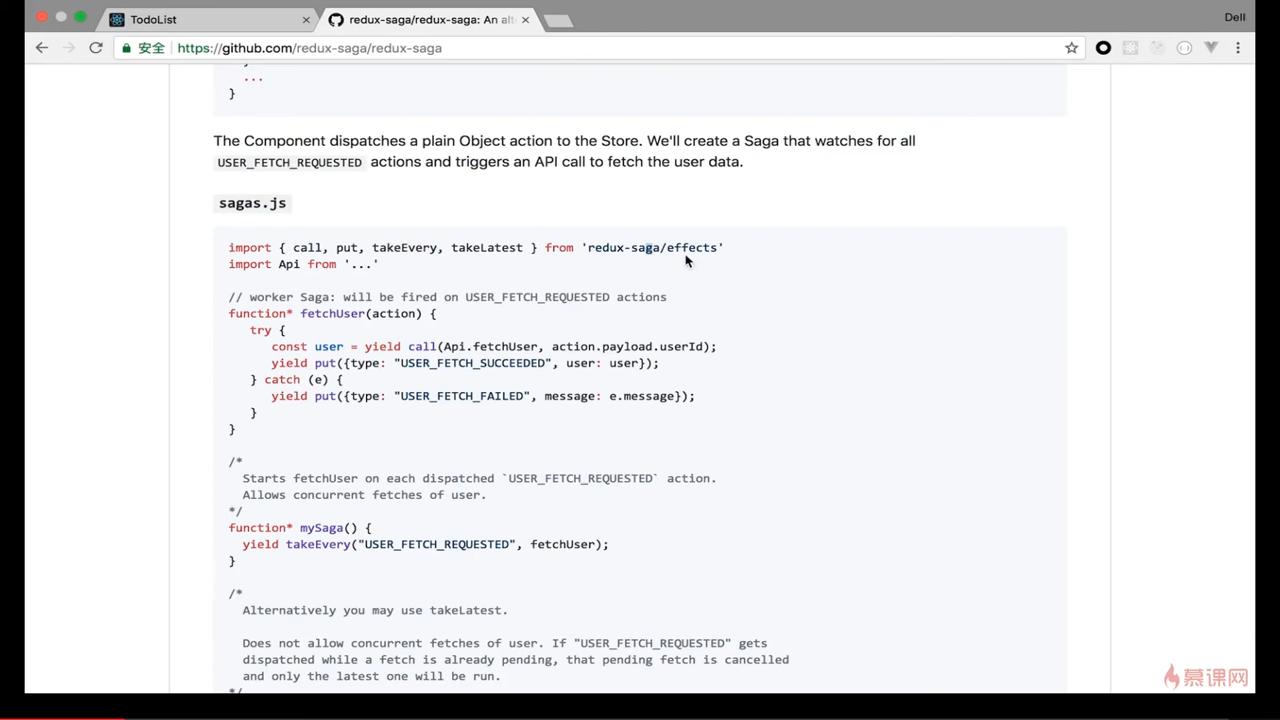 TodoList
redux-saga/redux-saga: An alte
Dell
安全 https://github.com/redux-saga/redux-saga
...
}
The Component dispatches a plain Object action to the Store. We'll create a Saga that watches for all
USER_FETCH_REQUESTED actions and triggers an API call to fetch the user data.
sagas.js
import { call, put, takeEvery, takeLatest } from 'redux-saga/effects'
import Api from '...'
// worker Saga: will be fired on USER_FETCH_REQUESTED actions
function* fetchUser(action) {
try {
const user = yield call(Api.fetchUser, action.payload.userId);
yield put({type: "USER_FETCH_SUCCEEDED", user: user});
} catch (e) {
yield put({type: "USER_FETCH_FAILED", message: e.message});
}
}
/*
Starts fetchUser on each dispatched `USER_FETCH_REQUESTED` action.
Allows concurrent fetches of user.
*/
function* mySaga() {
yield takeEvery("USER_FETCH_REQUESTED", fetchUser);
}
/*
Alternatively you may use takeLatest.
Does not allow concurrent fetches of user. If "USER_FETCH_REQUESTED" gets
dispatched while a fetch is already pending, that pending fetch is cancelled
and only the latest one will be run.
*/
慕课网